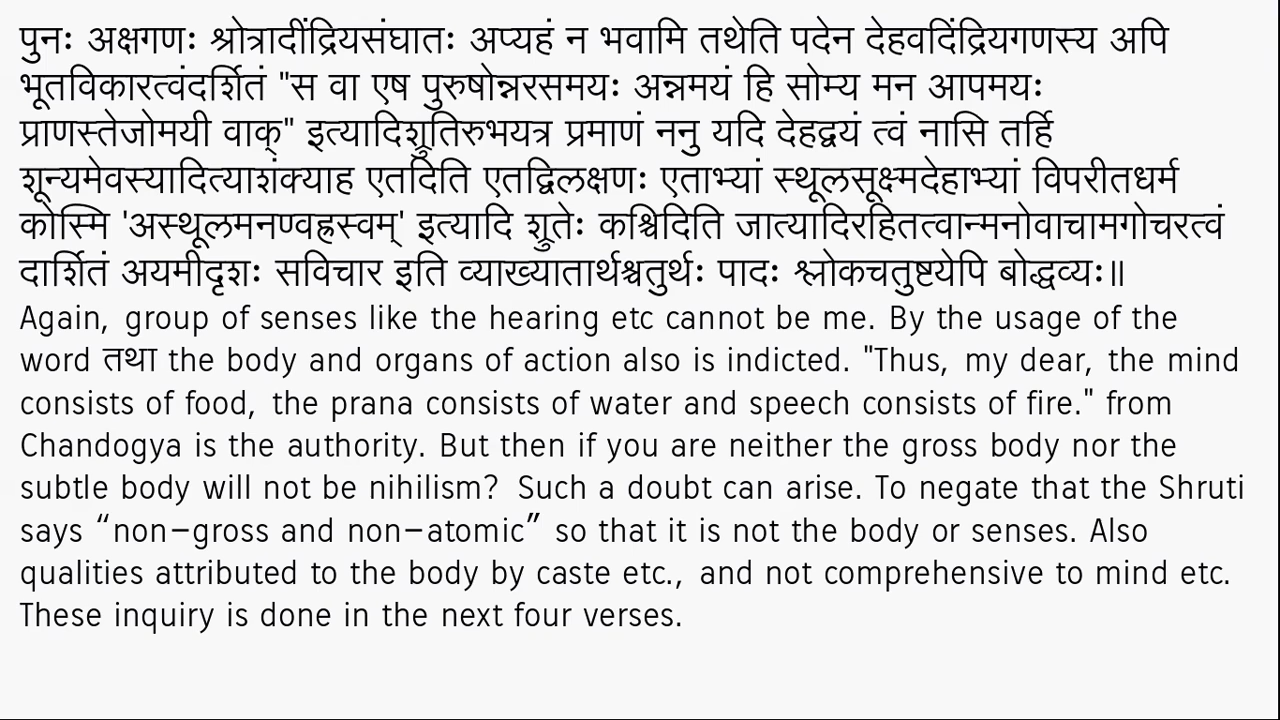 पुनः अक्षगणः श्रोत्रादींद्रियसंघातः अप्यहं न भवामि तथेति पदेन देहवदिंद्रियगणस्य अपि
भूतविकारत्वंदर्शितं "स वा एष पुरुषोन्नरसमयः अन्नमयं हि सोम्य मन आपमयः
प्राणस्तेजोमयी वाक्" इत्यादिश्रुतिरुभयत्र प्रमाणं ननु यदि देहद्वयं त्वं नासि तर्हि
शून्यमेवस्यादित्याशंक्याह एतदिति एतद्विलक्षणः एताभ्यां स्थूलसूक्ष्मदेहाभ्यां विपरीतधर्म
कोस्मि 'अस्थूलमनण्वह्रस्वम्' इत्यादि श्रुतेः कश्चिदिति जात्यादिरहितत्वान्मनोवाचामगोचरत्वं
दार्शितं अयमीदृशः सविचार इति व्याख्यातार्थश्चतुर्थः पादः श्लोकचतुष्टयेपि बोद्धव्यः॥
Again, group of senses like the hearing etc cannot be me. By the usage of the
word तथा the body and organs of action also is indicted. "Thus, my dear, the mind
consists of food, the prana consists of water and speech consists of fire." from
Chandogya is the authority. But then if you are neither the gross body nor the
subtle body will not be nihilism? Such a doubt can arise. To negate that the Shruti
says “non–gross and non–atomic” so that it is not the body or senses. Also
qualities attributed to the body by caste etc., and not comprehensive to mind etc.
These inquiry is done in the next four verses.